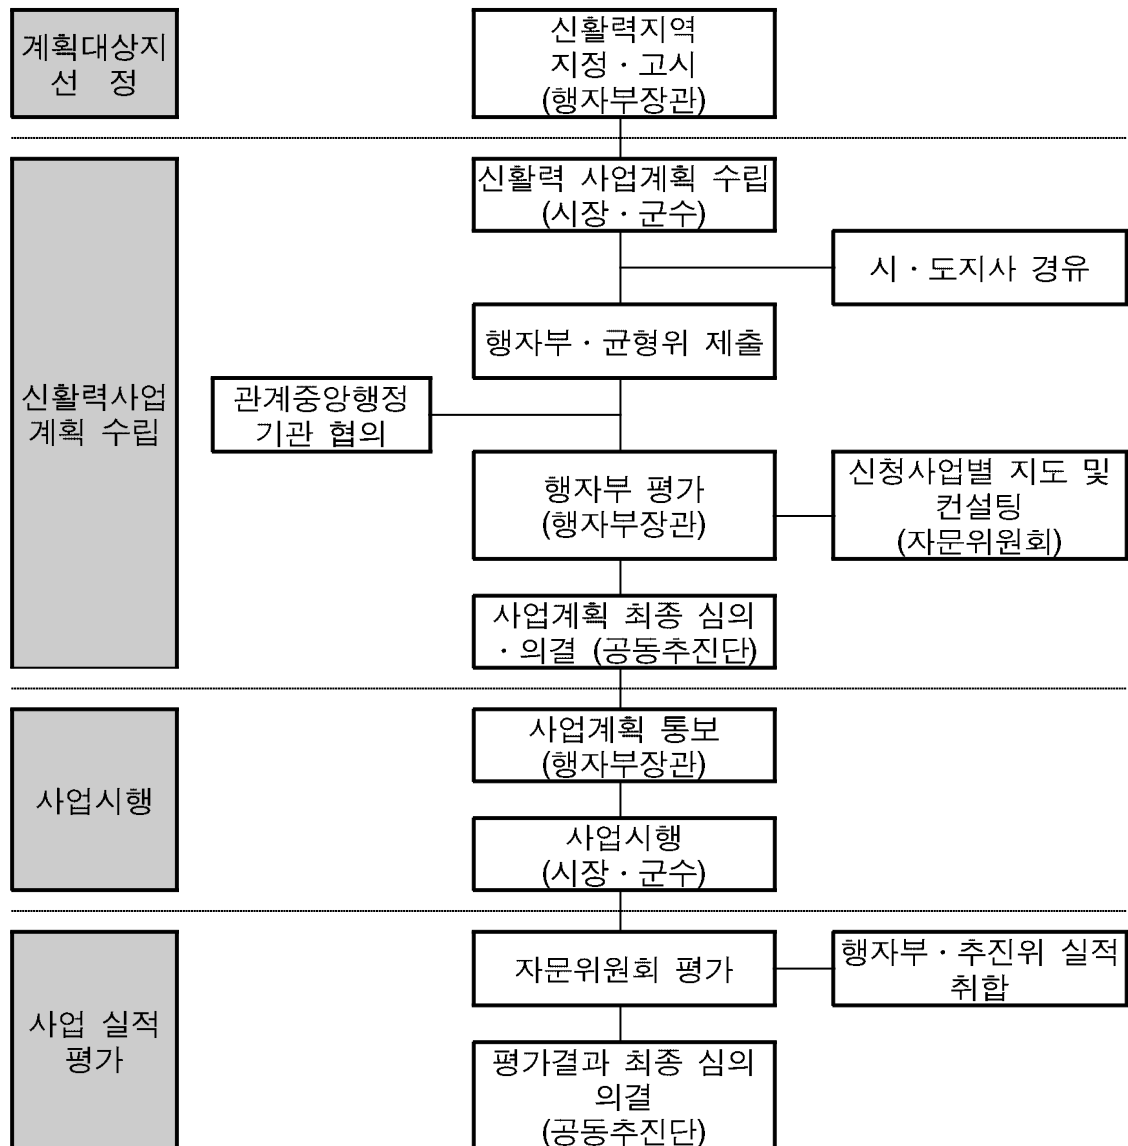 계획대상지
선 정
신활력지역
지정 · 고시
(행자부장관)
신활력사업
계획 수립
신활력 사업계획 수립
(시장 · 군수)
시 · 도지사 경유
행자부 · 균형위 제출
관계중앙행정
기관 협의
행자부 평가
(행자부장관)
신청사업별 지도 및
컨설팅
(자문위원회)
사업계획 최종 심의
· 의결 (공동추진단)
사업시행
사업계획 통보
(행자부장관)
사업시행
(시장 · 군수)
사업 실적
평가
자문위원회 평가
행자부 · 추진위 실적
취합
평가결과 최종 심의
의결
(공동추진단)